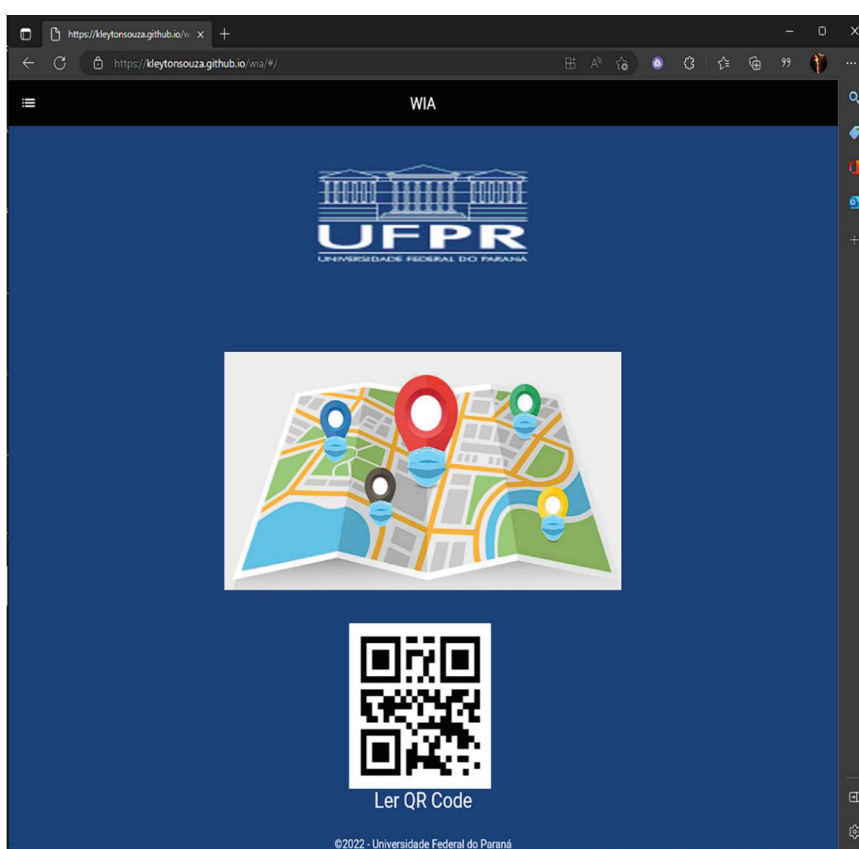 https://kleytonsouza.github.io/w
https://kleytonsouza.github.io/wia/#/
WIA
UFPR
UNIVERSIDADE FEDERAL DO PARANÁ
Ler QR Code
©2022 - Universidade Federal do Paraná